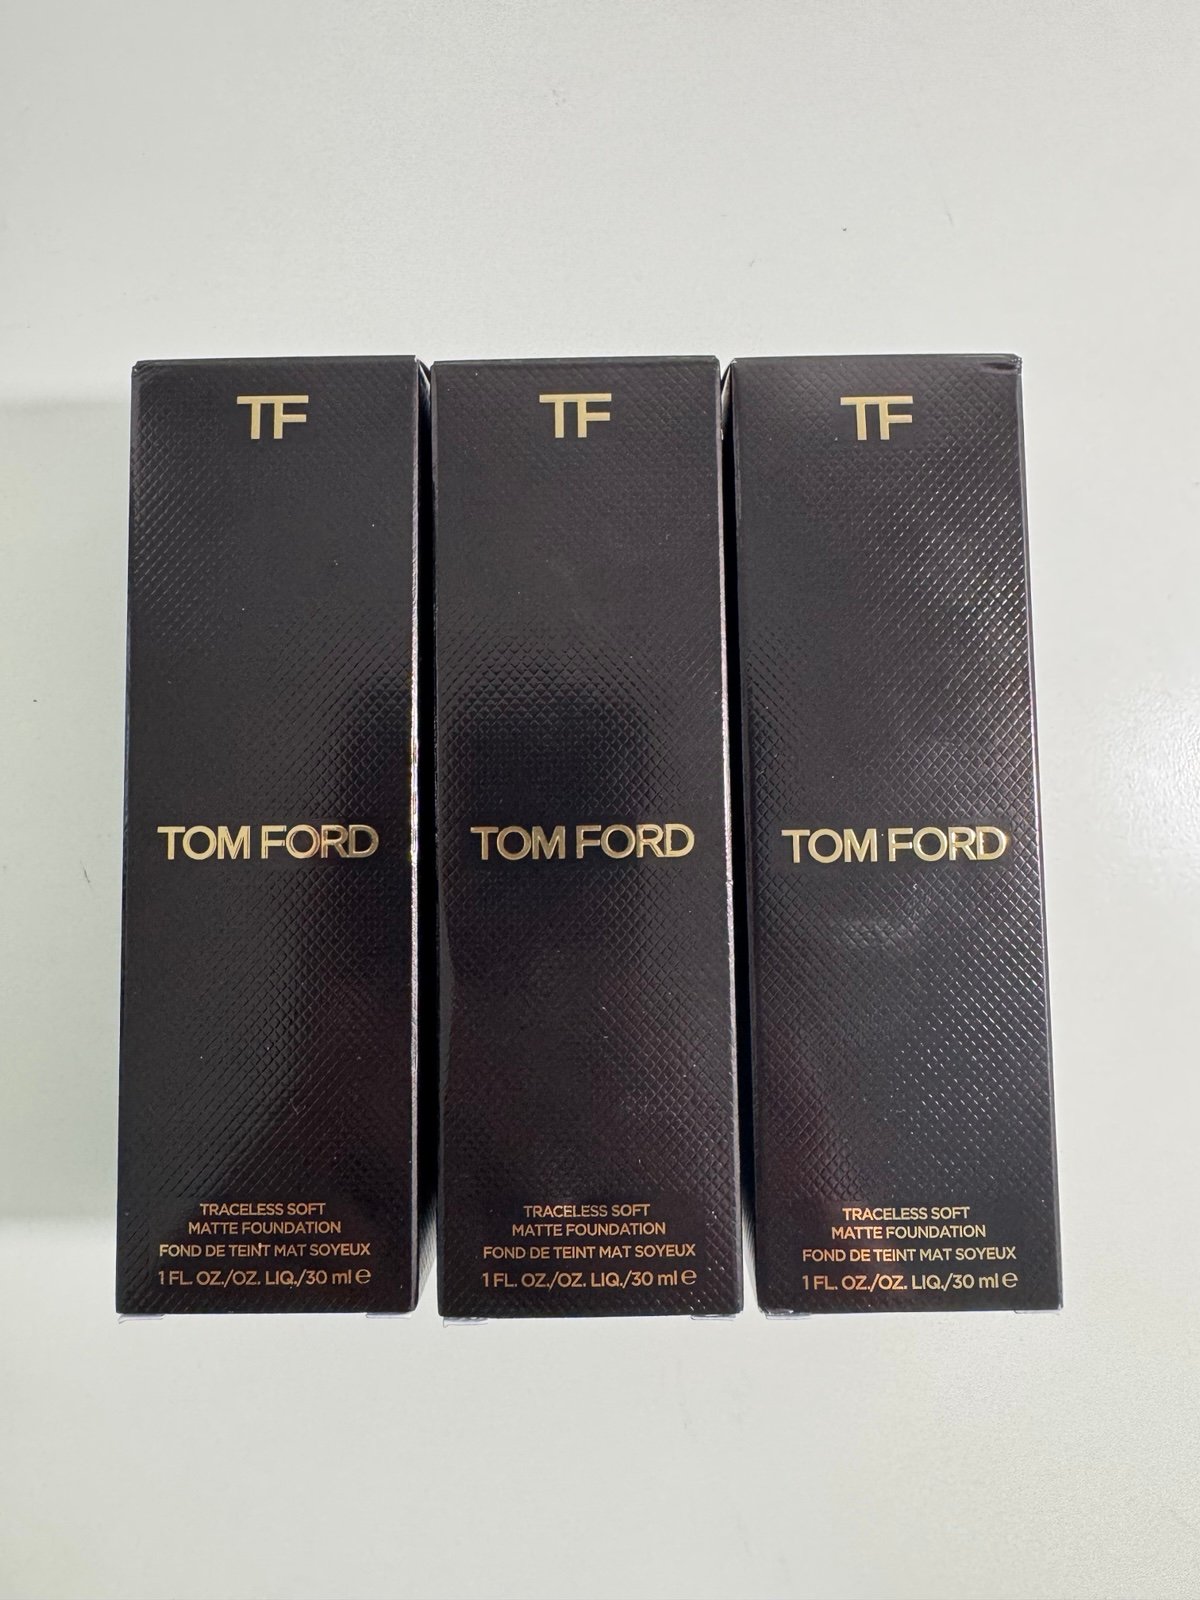 TF
TOM FORD
TRACELESS SOFT
MATTE FOUNDATION
FOND DE TEINT MAT SOYEUX
1 FL. OZ./OZ. LIQ./30 ml e
TF
TOM FORD
TRACELESS SOFT
MATTE FOUNDATION
FOND DE TEINT MAT SOYEUX
1 FL. OZ./OZ. LIQ./30 ml e
TF
TOM FORD
TRACELESS SOFT
MATTE FOUNDATION
FOND DE TEINT MAT SOYEUX
1 FL. OZ./OZ. LIQ./30 ml e